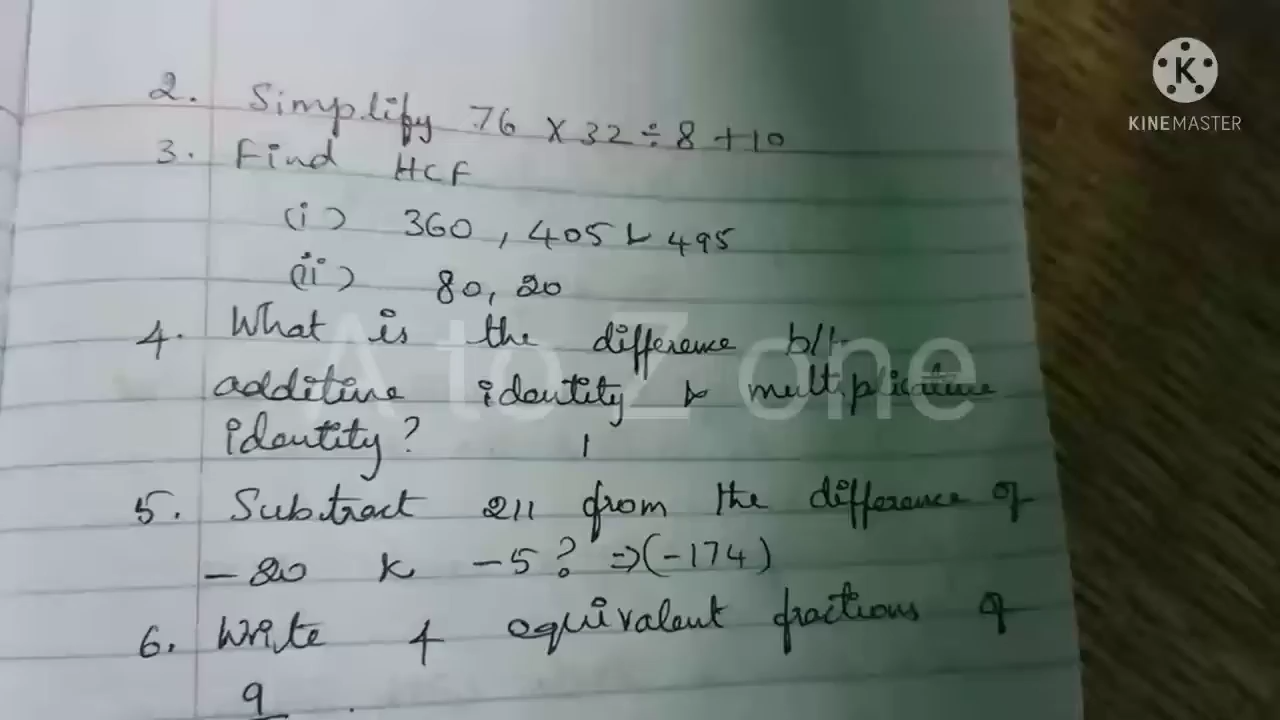 2. Simplify 76 × 32 ÷ 8 + 10
3. Find HCF
(i) 360, 405 & 495
(ii) 80, 20
4. What is the difference b/t
additive identity & multiplicative
identity?
5. Subtract 211 from the difference of
- 80 & -5? ⇒ (-174)
6. Write 4 equivalent fractions of
9
K
KINEMASTER
A to Z one